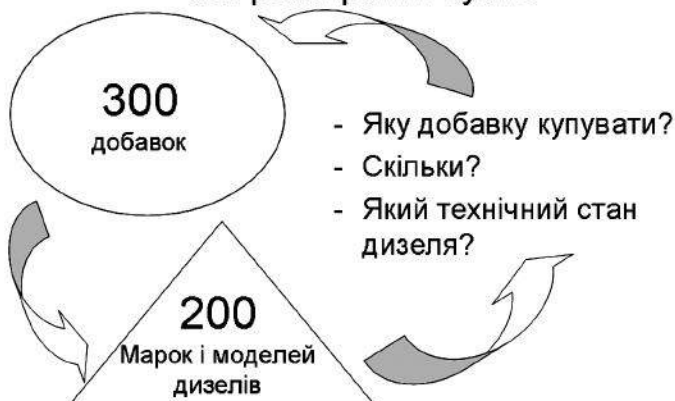 300
добавок
- Яку добавку купувати?
- Скільки?
- Який технічний стан
дизеля?
200
Марок і моделей
дизелів